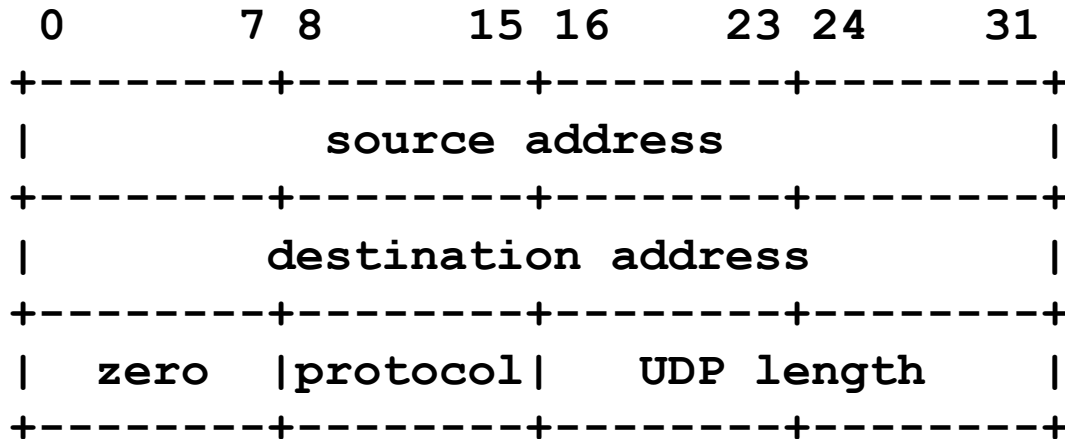 0      7 8     15 16    23 24    31
+--------+--------+--------+--------+
|          source address           |
+--------+--------+--------+--------+
|        destination address        |
+--------+--------+--------+--------+
|  zero  |protocol|   UDP length    |
+--------+--------+--------+--------+